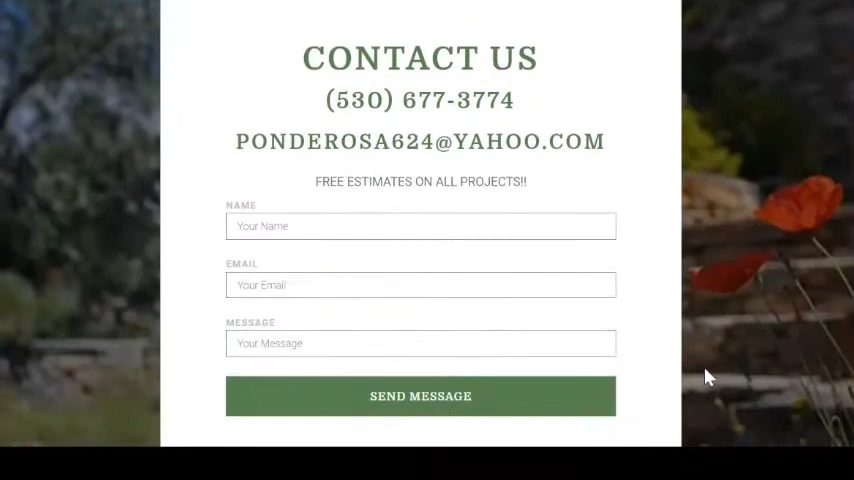 CONTACT US
(530) 677-3774
PONDEROSA624@YAHOO.COM
FREE ESTIMATES ON ALL PROJECTS!!
NAME
Your Name
EMAIL
Your Email
MESSAGE
Your Message
SEND MESSAGE